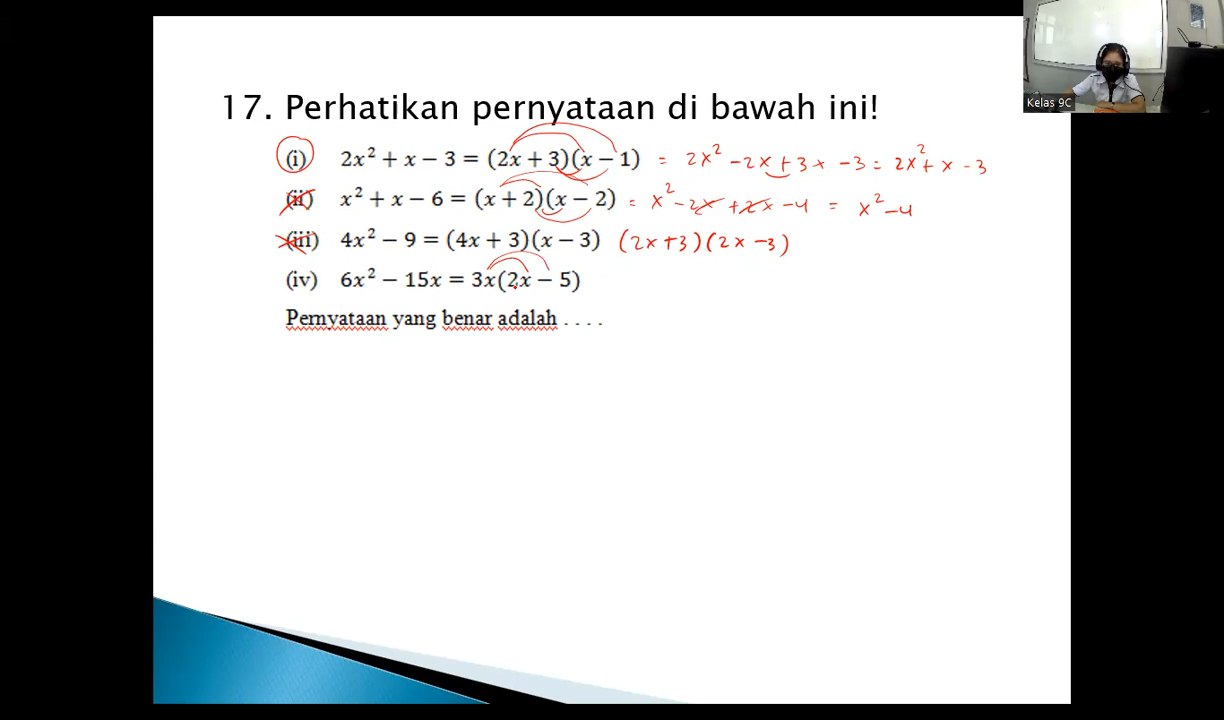 Kelas 9C
17. Perhatikan pernyataan di bawah ini!
(i) 2x² + x − 3 = (2x + 3)(x − 1) = 2x² − 2x + 3x − 3 = 2x² + x − 3
(ii) x² + x − 6 = (x + 2)(x − 2) = x² − 2x + 2x − 4 = x² − 4
(iii) 4x² − 9 = (4x + 3)(x − 3) (2x + 3)(2x − 3)
(iv) 6x² − 15x = 3x(2x − 5)
Pernyataan yang benar adalah . . . .